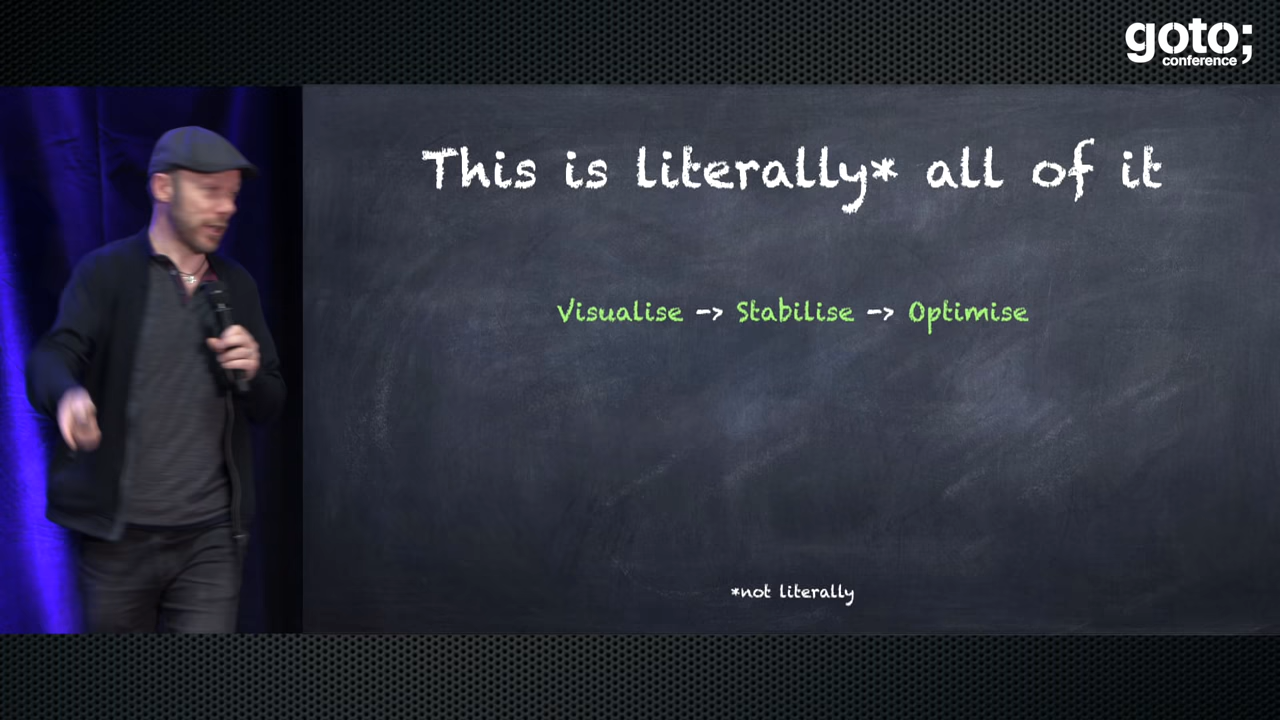 goto;
conference
This is literally* all of it
Visualise -> Stabilise -> Optimise
*not literally